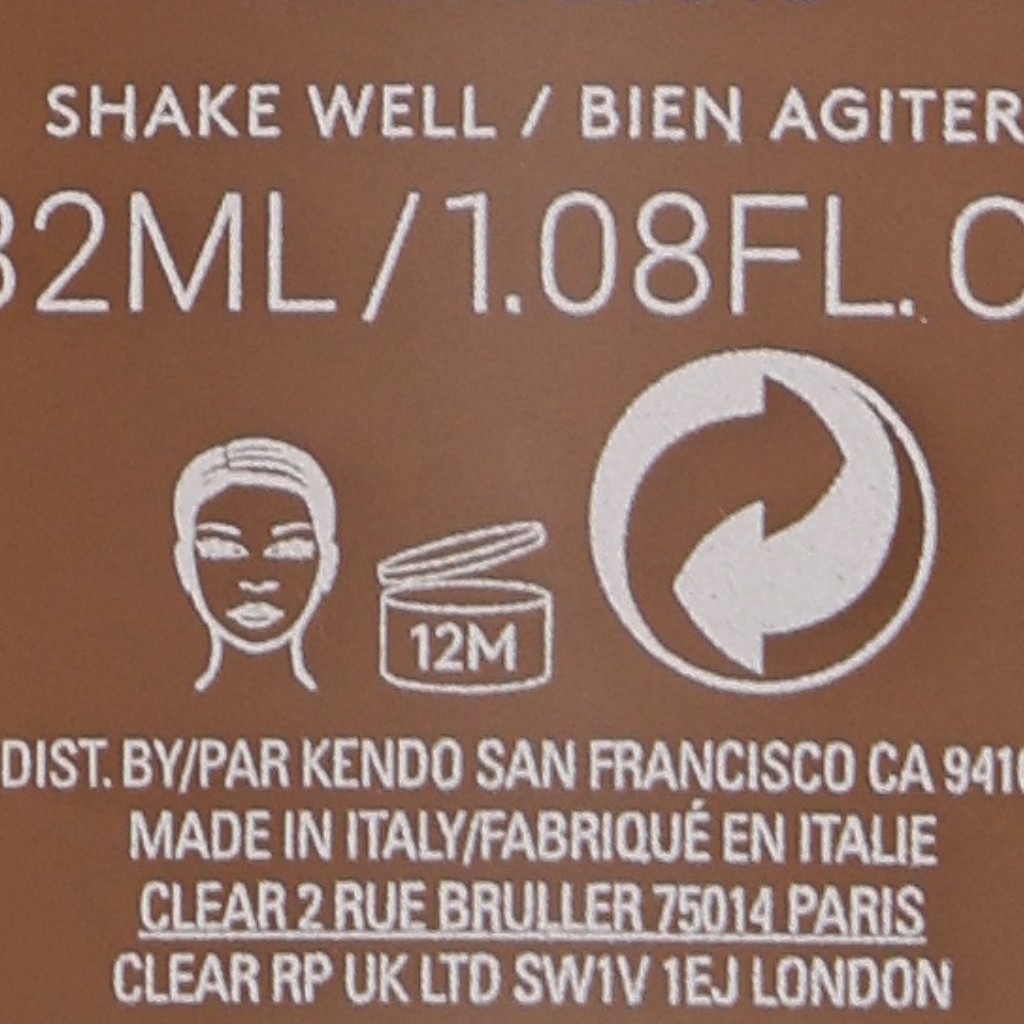 SHAKE WELL / BIEN AGITER
32ML/1.08FL. O
12M
DIST. BY/PAR KENDO SAN FRANCISCO CA 941
MADE IN ITALY/FABRIQUÉ EN ITALIE
CLEAR 2 RUE BRULLER 75014 PARIS
CLEAR RP UK LTD SW1V 1EJ LONDON